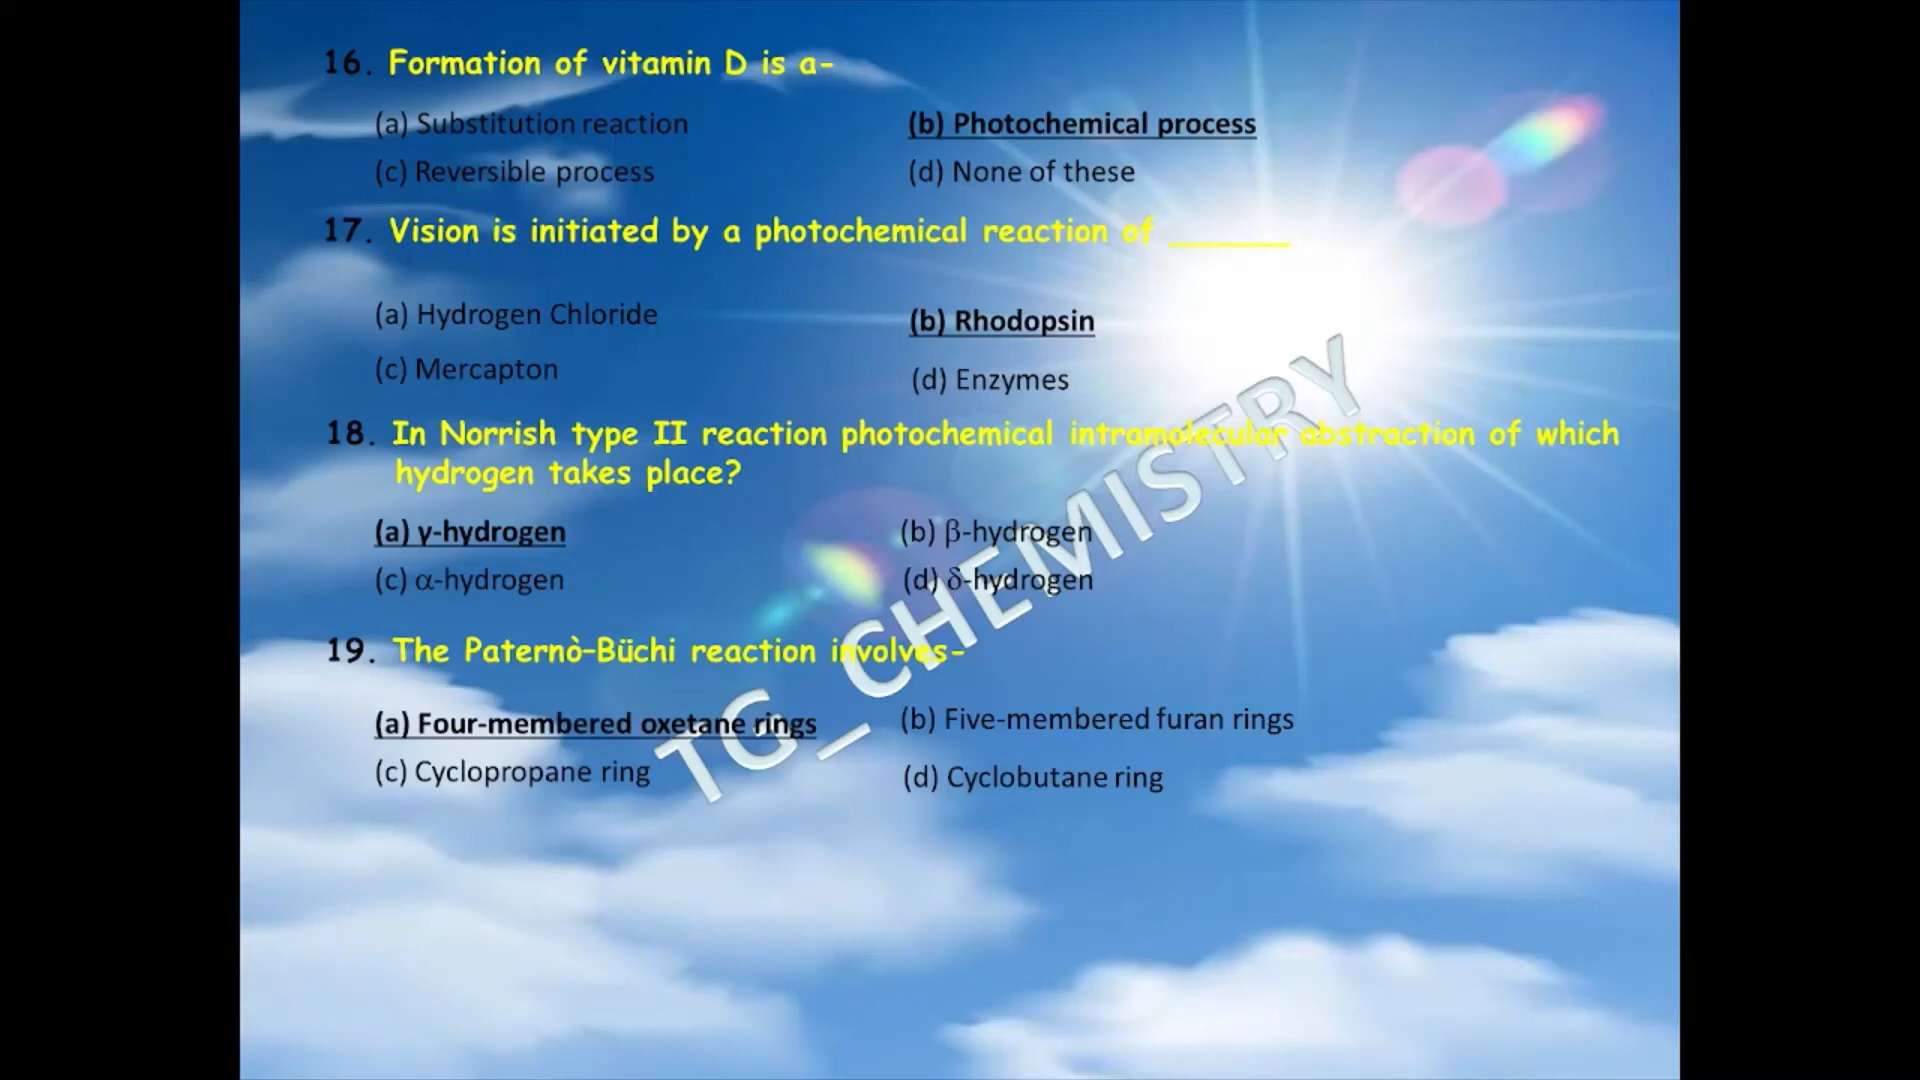 16. Formation of vitamin D is a-
(a) Substitution reaction (b) Photochemical process
(c) Reversible process (d) None of these
17. Vision is initiated by a photochemical reaction of _______
(a) Hydrogen Chloride (b) Rhodopsin
(c) Mercapton (d) Enzymes
18. In Norrish type II reaction photochemical intramolecular abstraction of which
hydrogen takes place?
(a) γ-hydrogen (b) β-hydrogen
(c) α-hydrogen (d) δ-hydrogen
19. The Paternò–Büchi reaction involves-
(a) Four-membered oxetane rings (b) Five-membered furan rings
(c) Cyclopropane ring (d) Cyclobutane ring
TG_CHEMISTRY